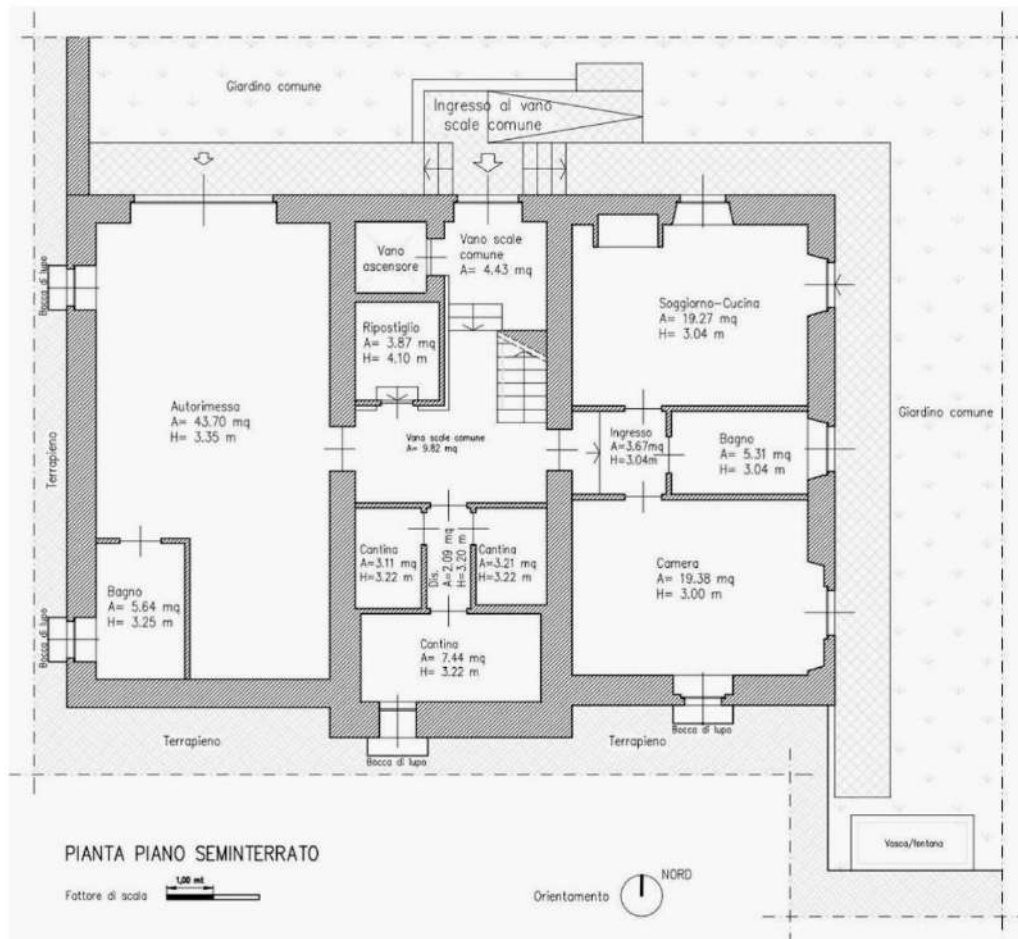 Giardino comune
Ingresso al vano
scale comune
Vano
ascensore
Vano scale
comune
A= 4.43 mq
Bocca di lupo
Soggiorno-Cucina
A= 19.27 mq
H= 3.04 m
Ripostiglio
A= 3.87 mq
H= 4.10 m
Autorimessa
A= 43.70 mq
H= 3.35 m
Giardino comune
Terrapieno
Vano scale comune
A= 9.82 mq
Ingresso
A=3.67mq
H=3.04m
Bagno
A= 5.31 mq
H= 3.04 m
Cantina
A=3.11 mq
H=3.22 m
Dis.
A=2.09 mq
H=3.20 m
Cantina
A=3.21 mq
H=3.22 m
Camera
A= 19.38 mq
H= 3.00 m
Bagno
A= 5.64 mq
H= 3.25 m
Bocca di lupo
Cantina
A= 7.44 mq
H= 3.22 m
Bocca di lupo
Terrapieno
Terrapieno
Bocca di lupo
PIANTA PIANO SEMINTERRATO
Vasca/fontana
1,00 mt.
Fattore di scala
NORD
Orientamento